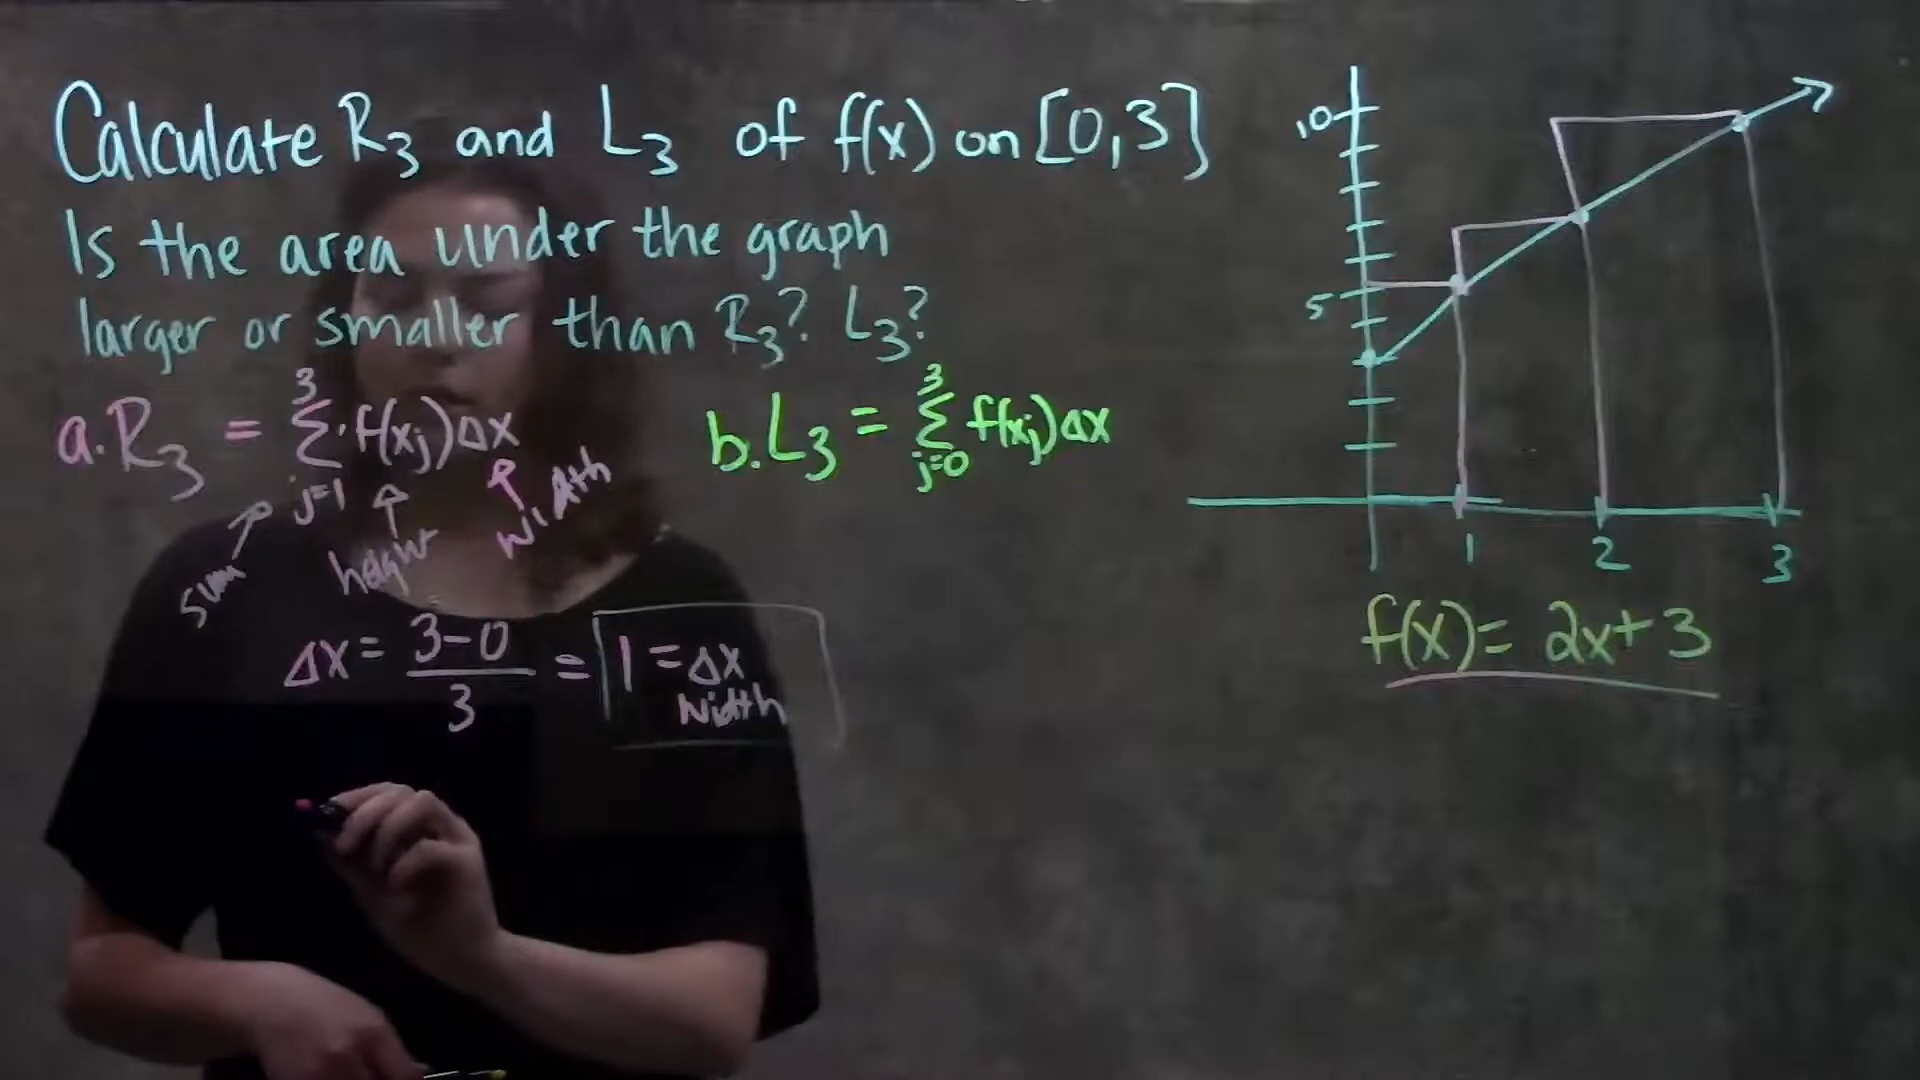 Calculate R₃ and L₃ of f(x) on [0,3]
Is the area under the graph
larger or smaller than R₃? L₃?
a. R₃ = 3 Σ j=1 f(xⱼ)Δx
sum
height
width
Δx = 3-0 / 3 = 1 = Δx
width
b. L₃ = 3 Σ j=0 f(xⱼ)Δx
10
5
1 2 3
f(x) = 2x+3